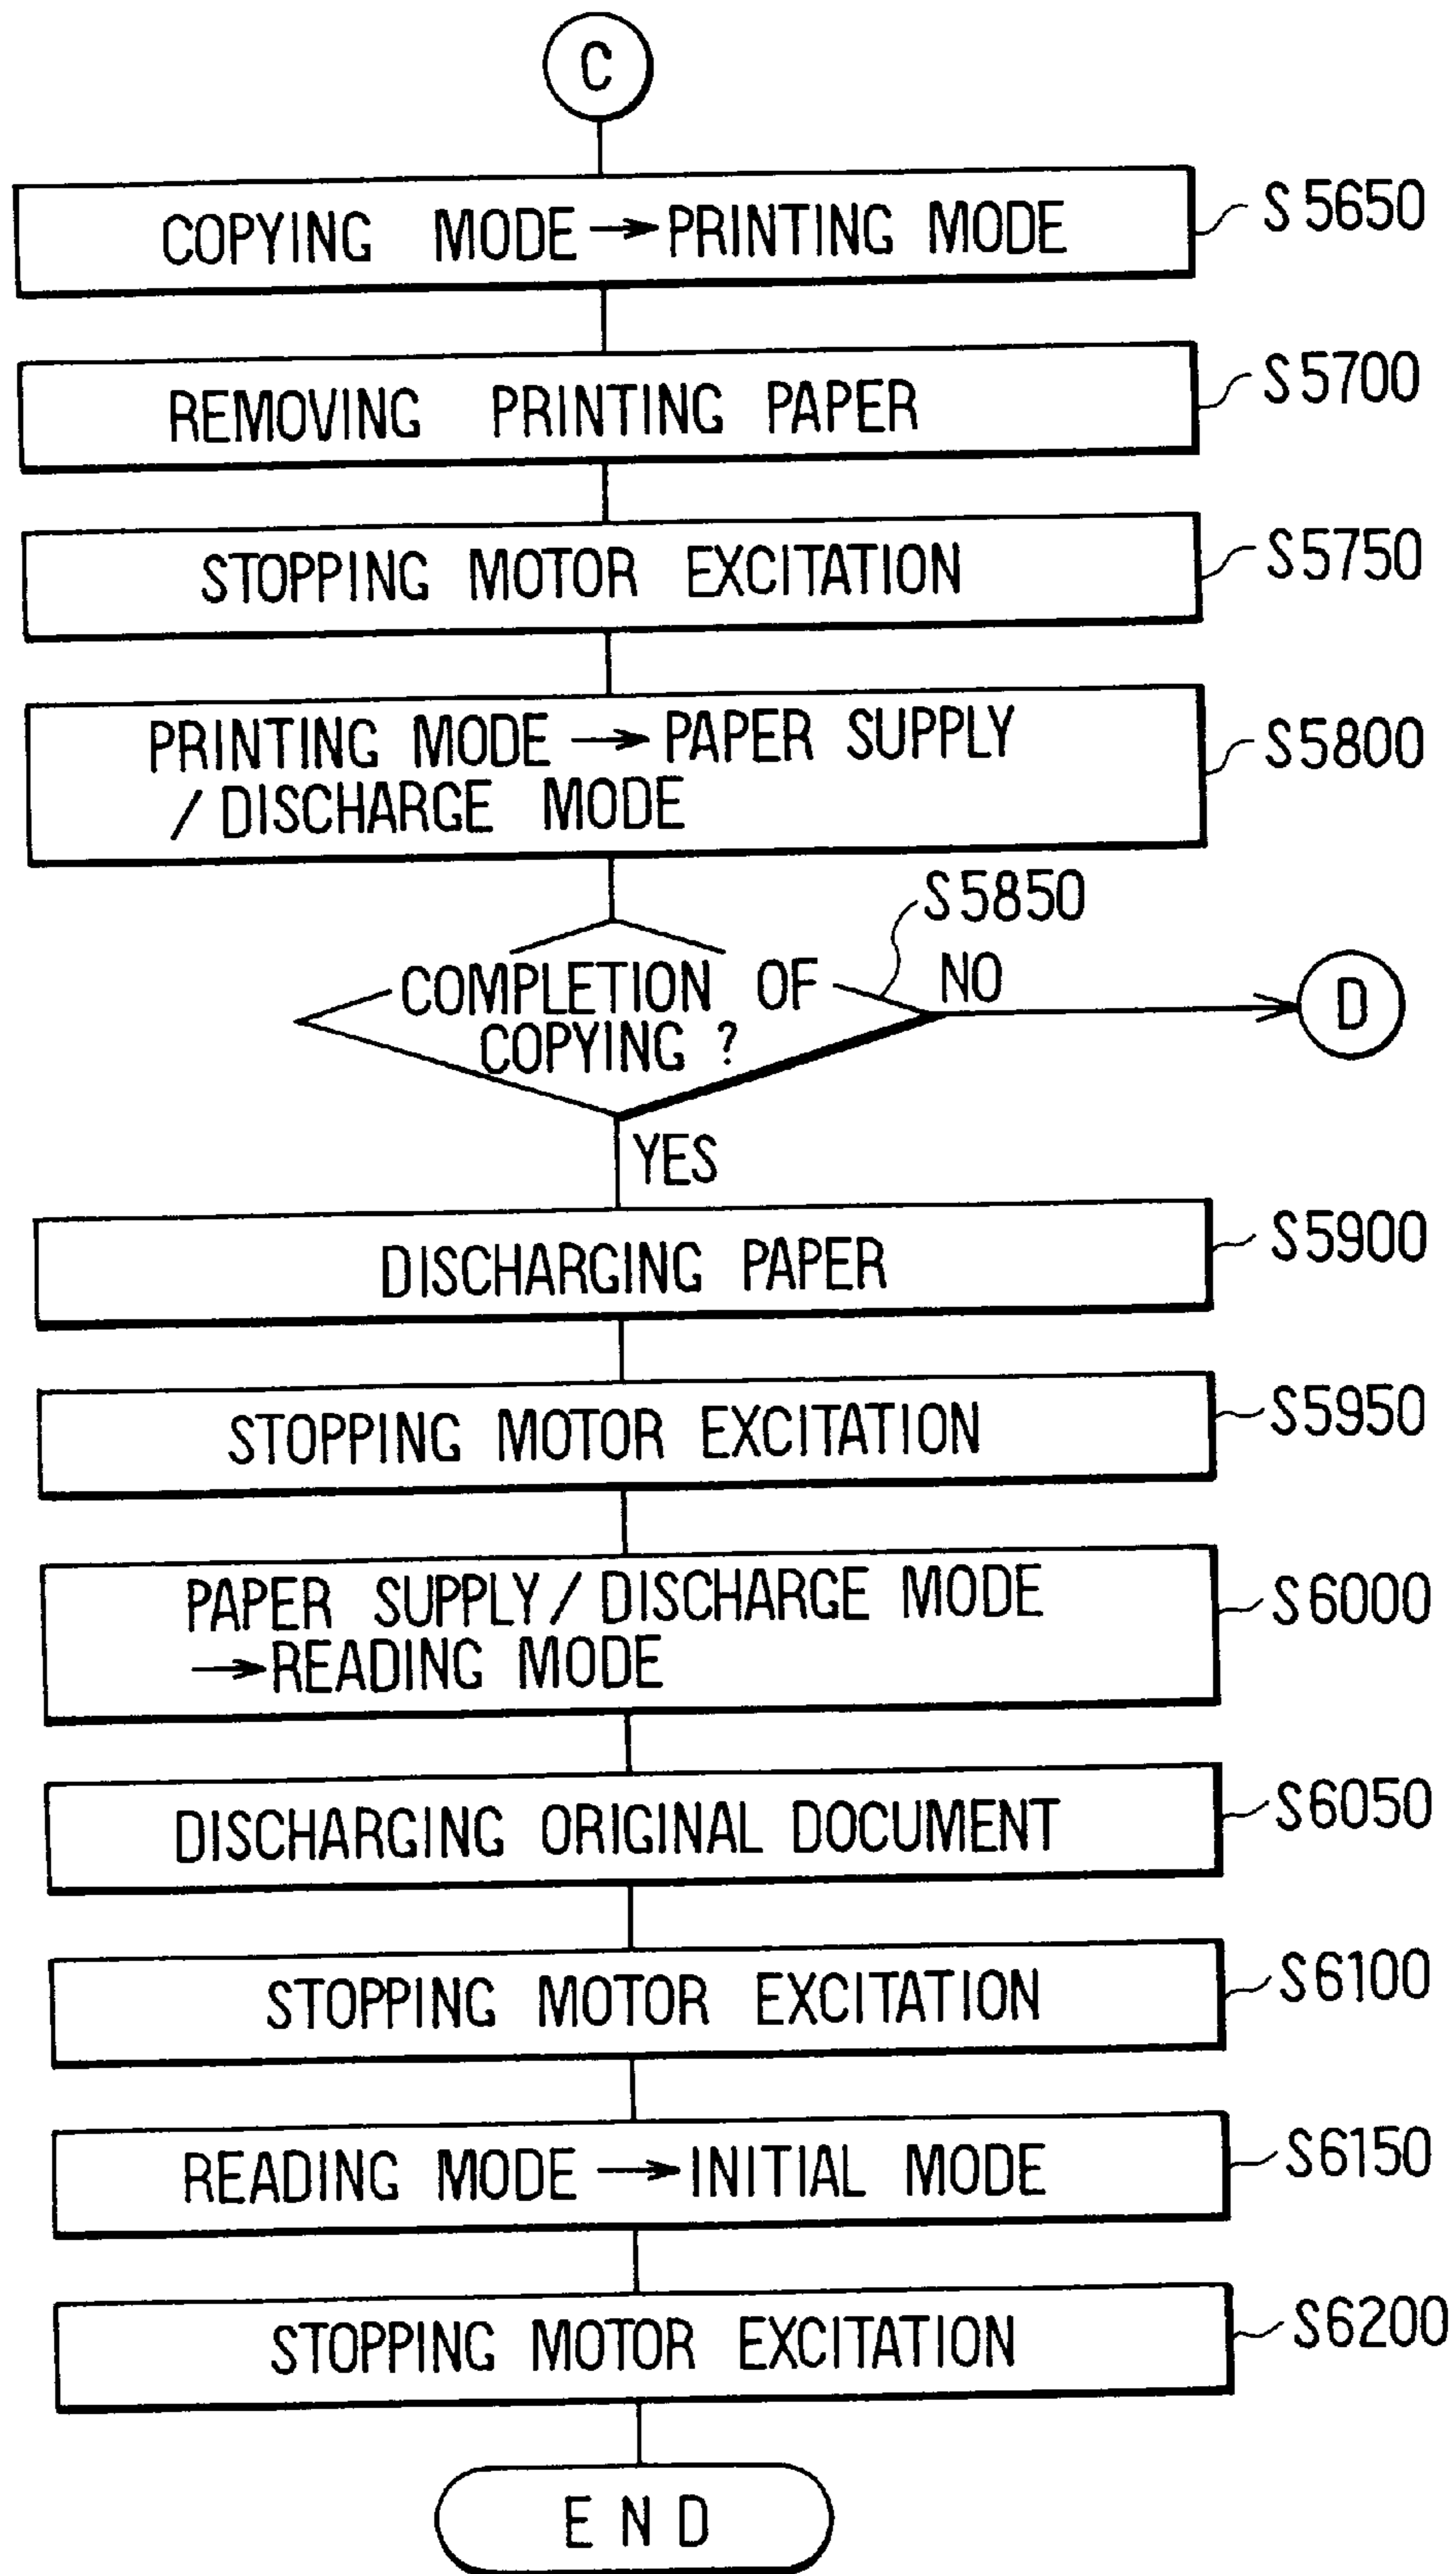 C
COPYING MODE → PRINTING MODE
S5650
REMOVING PRINTING PAPER
S5700
STOPPING MOTOR EXCITATION
S5750
PRINTING MODE → PAPER SUPPLY
/ DISCHARGE MODE
S5800
S5850
COMPLETION OF
COPYING ?
NO
D
YES
DISCHARGING PAPER
S5900
STOPPING MOTOR EXCITATION
S5950
PAPER SUPPLY / DISCHARGE MODE
→ READING MODE
S6000
DISCHARGING ORIGINAL DOCUMENT
S6050
STOPPING MOTOR EXCITATION
S6100
READING MODE → INITIAL MODE
S6150
STOPPING MOTOR EXCITATION
S6200
END